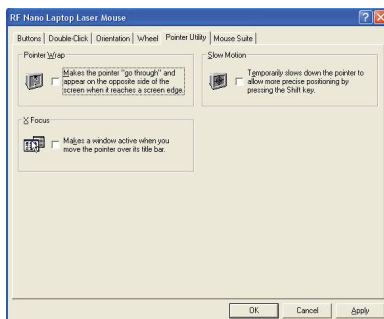 RF Nano Laptop Laser Mouse
Buttons Double-Click Orientation Wheel Pointer Utility Mouse Suite
Pointer Wrap
Makes the pointer "go through" and
appear on the opposite side of the
screen when it reaches a screen edge.
Slow Motion
Temporarily slows down the pointer to
allow more precise positioning by
pressing the Shift key.
X Focus
Makes a window active when you
move the pointer over its title bar.
OK Cancel Apply